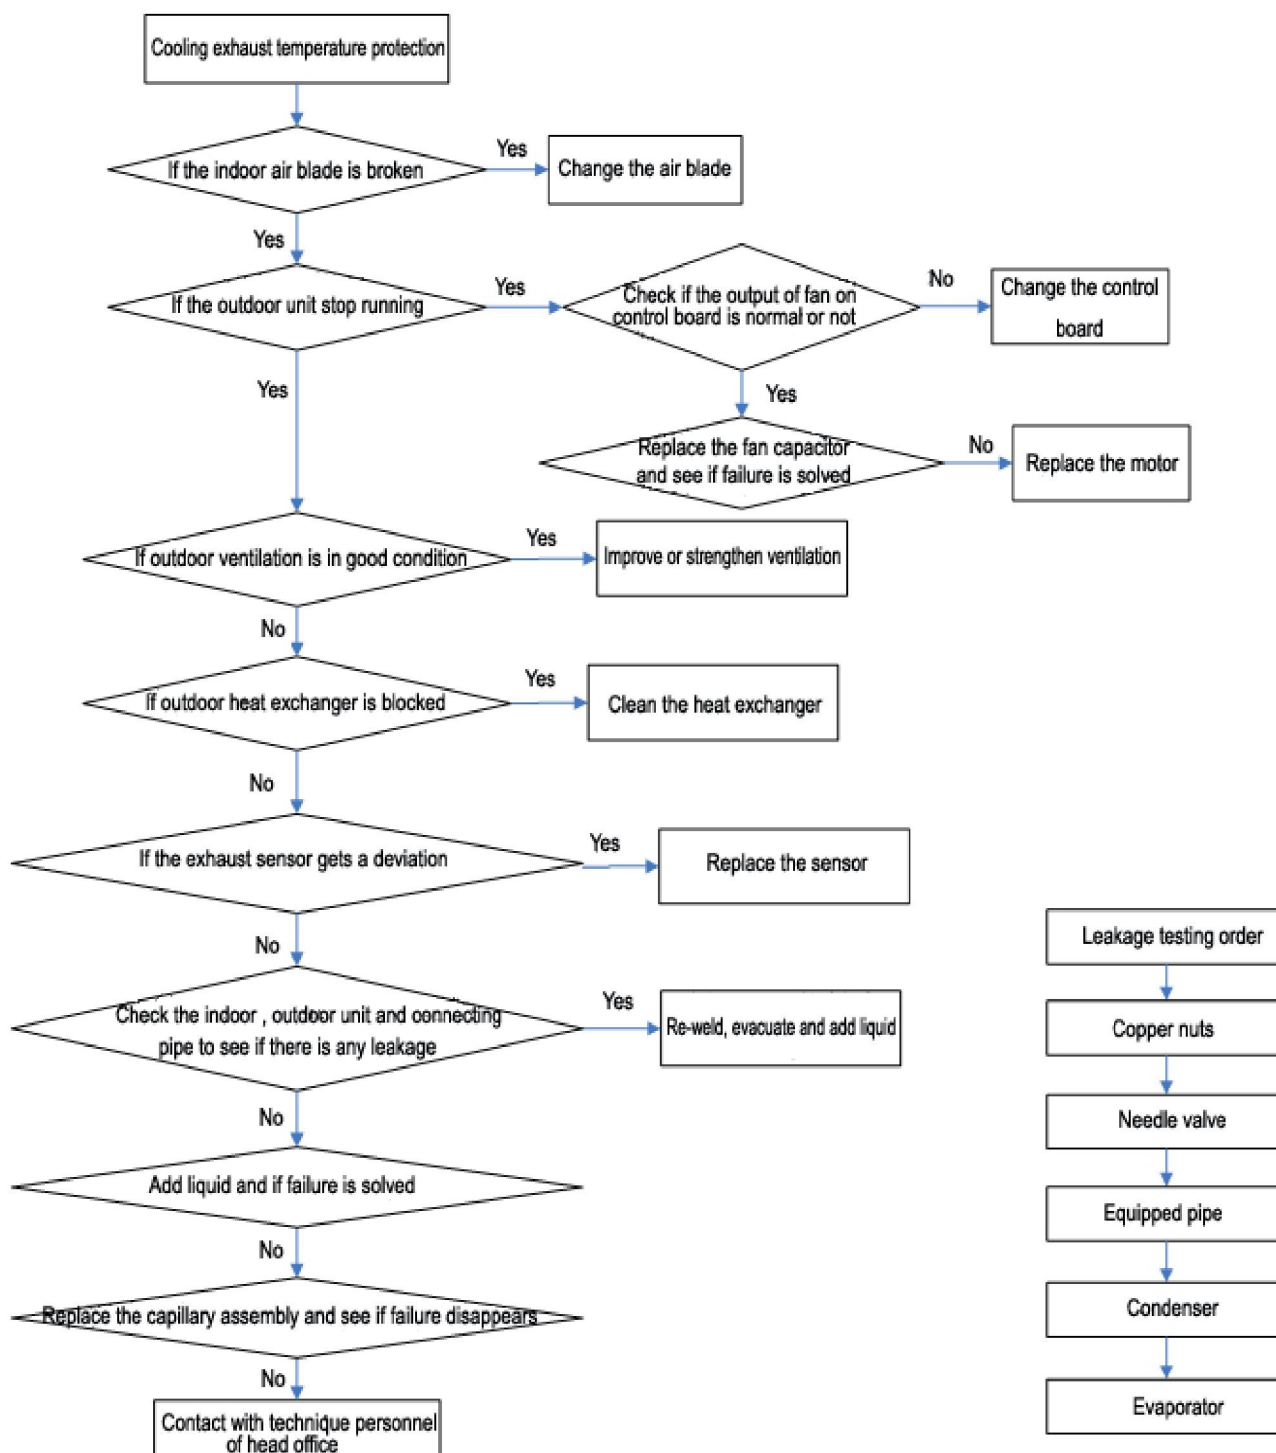 Cooling exhaust temperature protection
If the indoor air blade is broken
Yes
Change the air blade
Yes
If the outdoor unit stop running
Yes
Check if the output of fan on
control board is normal or not
No
Change the control
board
Yes
Yes
Replace the fan capacitor
and see if failure is solved
No
Replace the motor
If outdoor ventilation is in good condition
Yes
Improve or strengthen ventilation
No
If outdoor heat exchanger is blocked
Yes
Clean the heat exchanger
No
If the exhaust sensor gets a deviation
Yes
Replace the sensor
No
Check the indoor , outdoor unit and connecting
pipe to see if there is any leakage
Yes
Re-weld, evacuate and add liquid
No
Add liquid and if failure is solved
No
Replace the capillary assembly and see if failure disappears
No
Contact with technique personnel
of head office
Leakage testing order
Copper nuts
Needle valve
Equipped pipe
Condenser
Evaporator